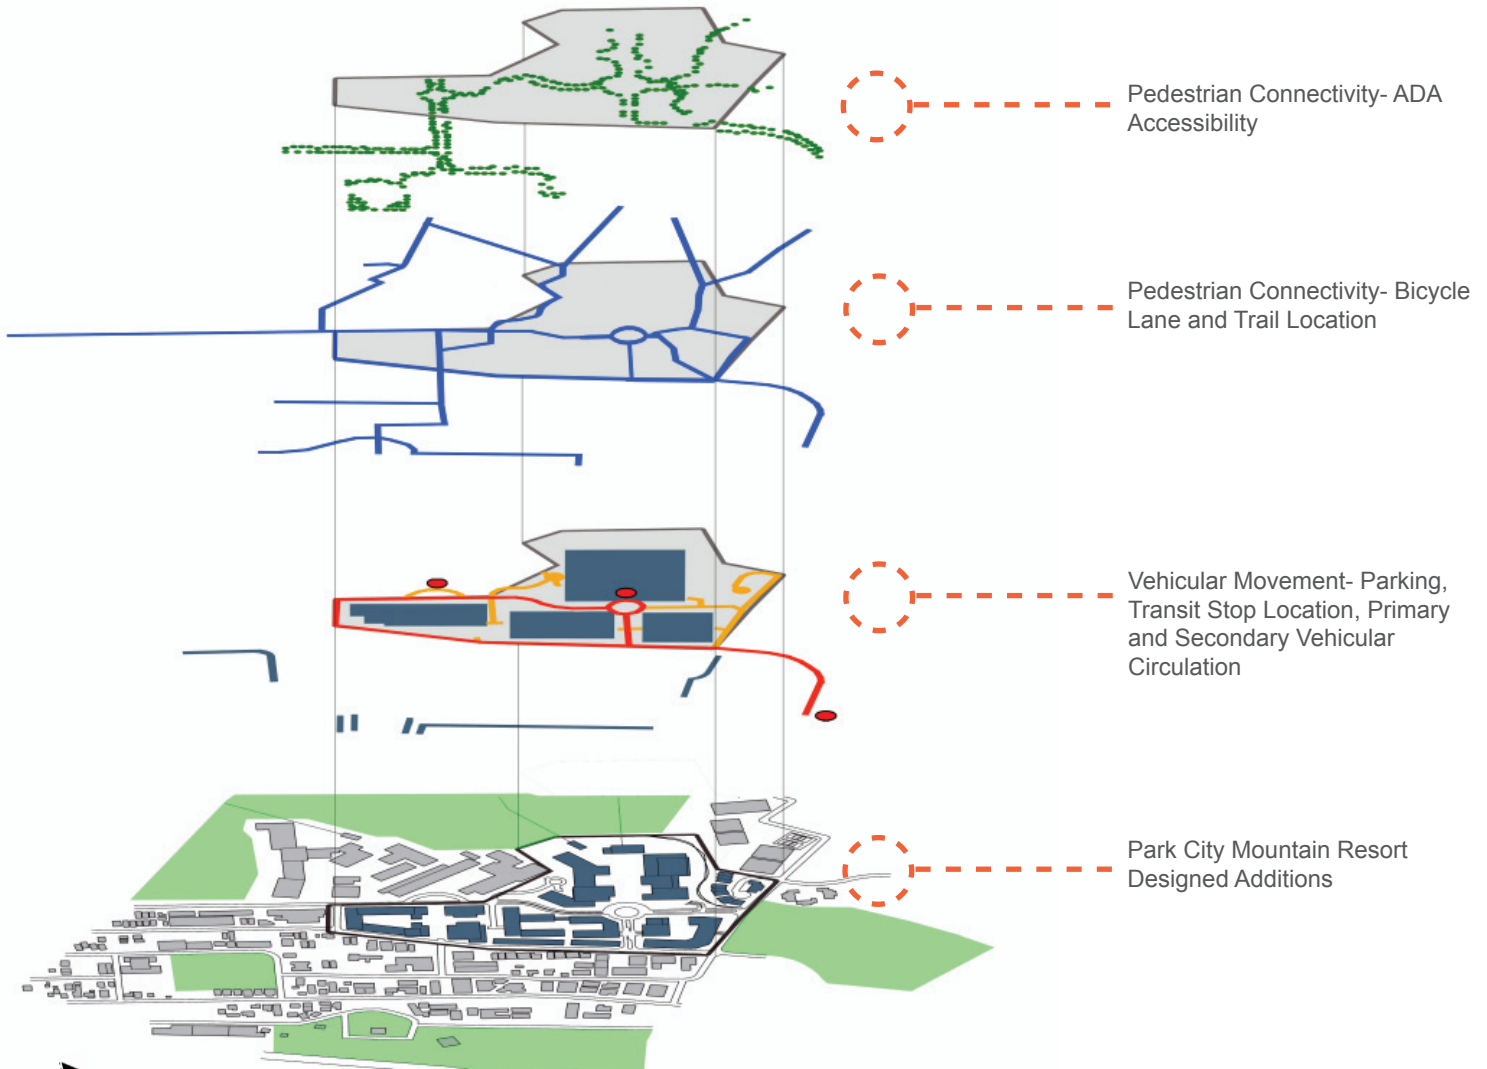 Pedestrian Connectivity- ADA
Accessibility
Pedestrian Connectivity- Bicycle
Lane and Trail Location
Vehicular Movement- Parking,
Transit Stop Location, Primary
and Secondary Vehicular
Circulation
Park City Mountain Resort
Designed Additions